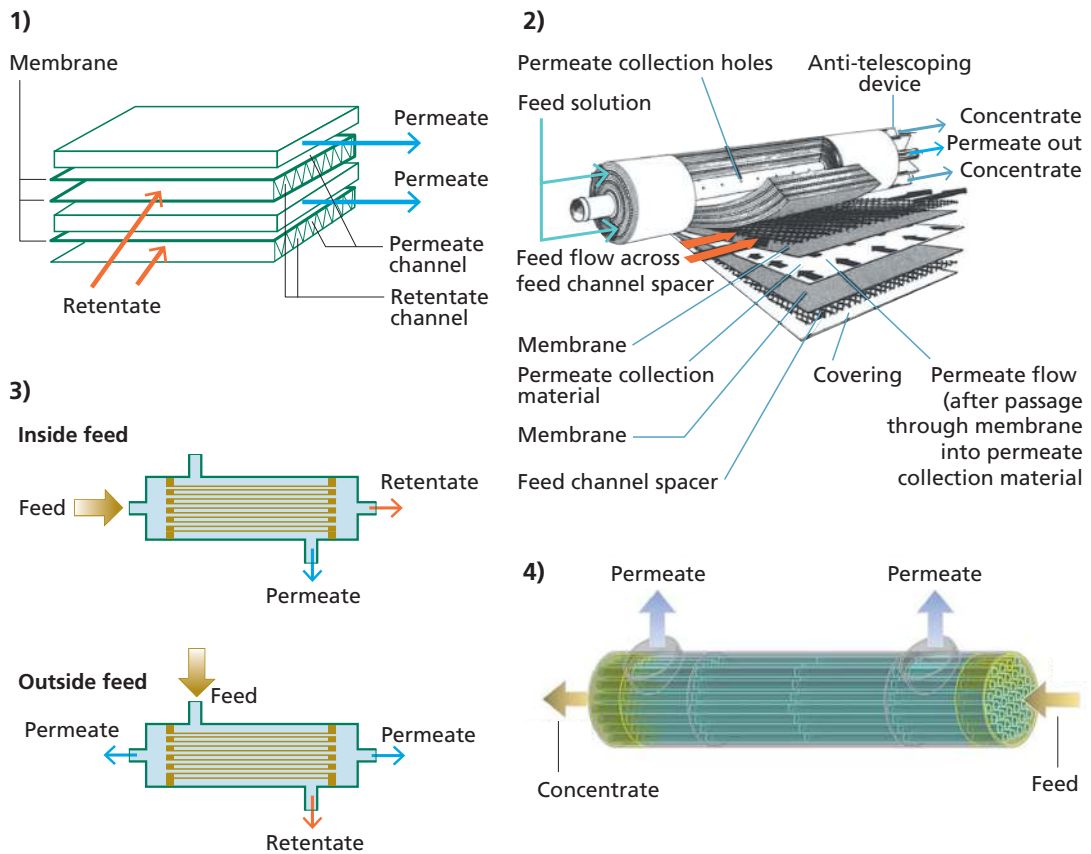 1)
Membrane
Permeate
Permeate
Permeate
channel
Retentate
channel
Retentate
2)
Permeate collection holes
Anti-telescoping
device
Feed solution
Concentrate
Permeate out
Concentrate
Feed flow across
feed channel spacer
Membrane
Permeate collection
material
Membrane
Feed channel spacer
Covering
Permeate flow
(after passage
through membrane
into permeate
collection material
3)
Inside feed
Feed
Retentate
Permeate
Outside feed
Feed
Permeate
Permeate
Retentate
4)
Permeate
Permeate
Concentrate
Feed